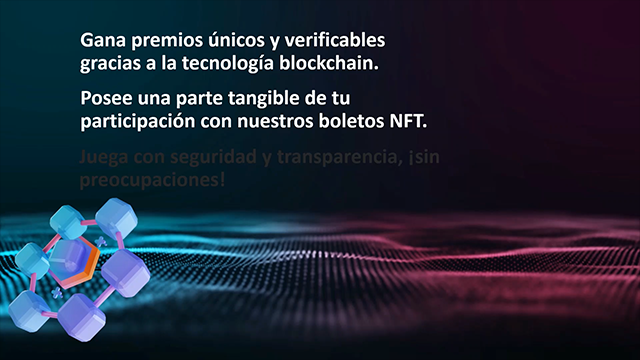 Gana premios únicos y verificables
gracias a la tecnología blockchain.
Posee una parte tangible de tu
participación con nuestros boletos NFT.
Juega con seguridad y transparencia, ¡sin
preocupaciones!